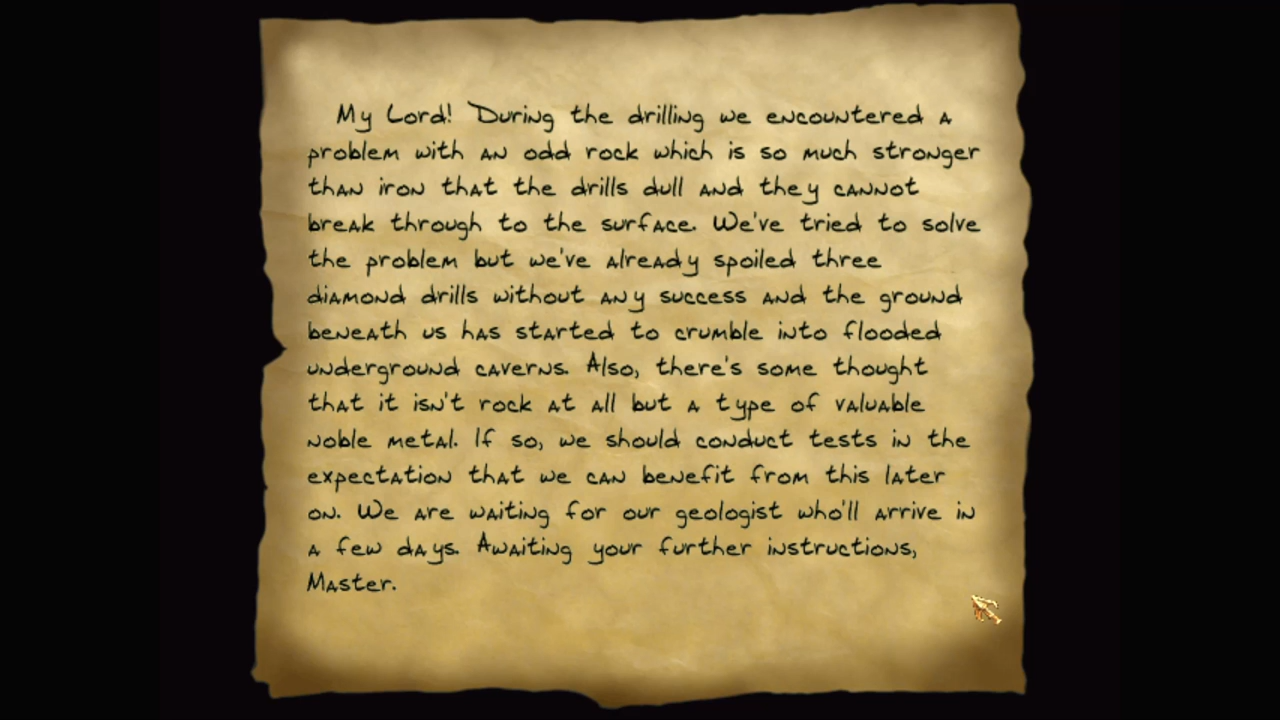 My Lord! During the drilling we encountered a
problem with an odd rock which is so much stronger
than iron that the drills dull and they cannot
break through to the surface. We've tried to solve
the problem but we've already spoiled three
diamond drills without any success and the ground
beneath us has started to crumble into flooded
underground caverns. Also, there's some thought
that it isn't rock at all but a type of valuable
noble metal. If so, we should conduct tests in the
expectation that we can benefit from this later
on. We are waiting for our geologist who'll arrive in
a few days. Awaiting your further instructions,
Master.